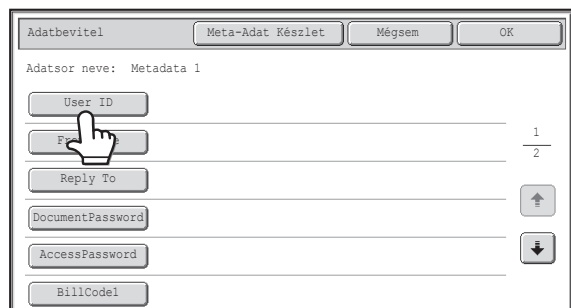 Adatbevitel Meta-Adat Készlet Mégsem OK
Adatsor neve: Metadata 1
User ID
1
2
Reply To
DocumentPassword
AccessPassword
BillCode1